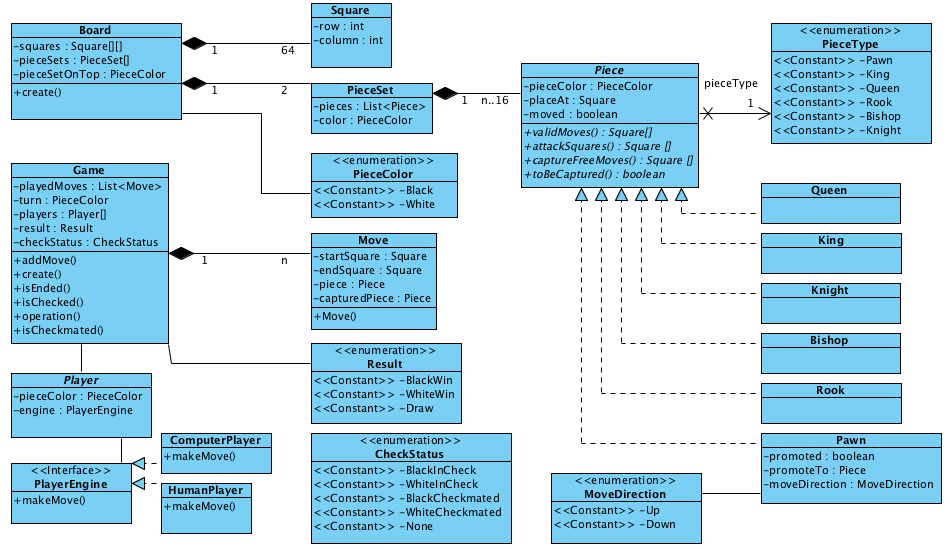 Board
-squares : Square[][]
-pieceSets : PieceSet[]
-pieceSetOnTop : PieceColor
+create()
1
64
1
2
Square
-row : int
-column : int
PieceSet
-pieces : List<Piece>
-color : PieceColor
1
n..16
<<enumeration>>
PieceColor
<<Constant>> -Black
<<Constant>> -White
Piece
-pieceColor : PieceColor
-placeAt : Square
-moved : boolean
+validMoves() : Square[]
+attackSquares() : Square []
+captureFreeMoves() : Square []
+toBeCaptured() : boolean
pieceType
1
<<enumeration>>
PieceType
<<Constant>> -Pawn
<<Constant>> -King
<<Constant>> -Queen
<<Constant>> -Rook
<<Constant>> -Bishop
<<Constant>> -Knight
Game
-playedMoves : List<Move>
-turn : PieceColor
-players : Player[]
-result : Result
-checkStatus : CheckStatus
+addMove()
+create()
+isEnded()
+isChecked()
+operation()
+isCheckmated()
1
n
Move
-startSquare : Square
-endSquare : Square
-piece : Piece
-capturedPiece : Piece
+Move()
<<enumeration>>
Result
<<Constant>> -BlackWin
<<Constant>> -WhiteWin
<<Constant>> -Draw
Player
-pieceColor : PieceColor
-engine : PlayerEngine
<<Interface>>
PlayerEngine
+makeMove()
ComputerPlayer
+makeMove()
HumanPlayer
+makeMove()
<<enumeration>>
CheckStatus
<<Constant>> -BlackInCheck
<<Constant>> -WhiteInCheck
<<Constant>> -BlackCheckmated
<<Constant>> -WhiteCheckmated
<<Constant>> -None
Queen
King
Knight
Bishop
Rook
Pawn
-promoted : boolean
-promoteTo : Piece
-moveDirection : MoveDirection
<<enumeration>>
MoveDirection
<<Constant>> -Up
<<Constant>> -Down